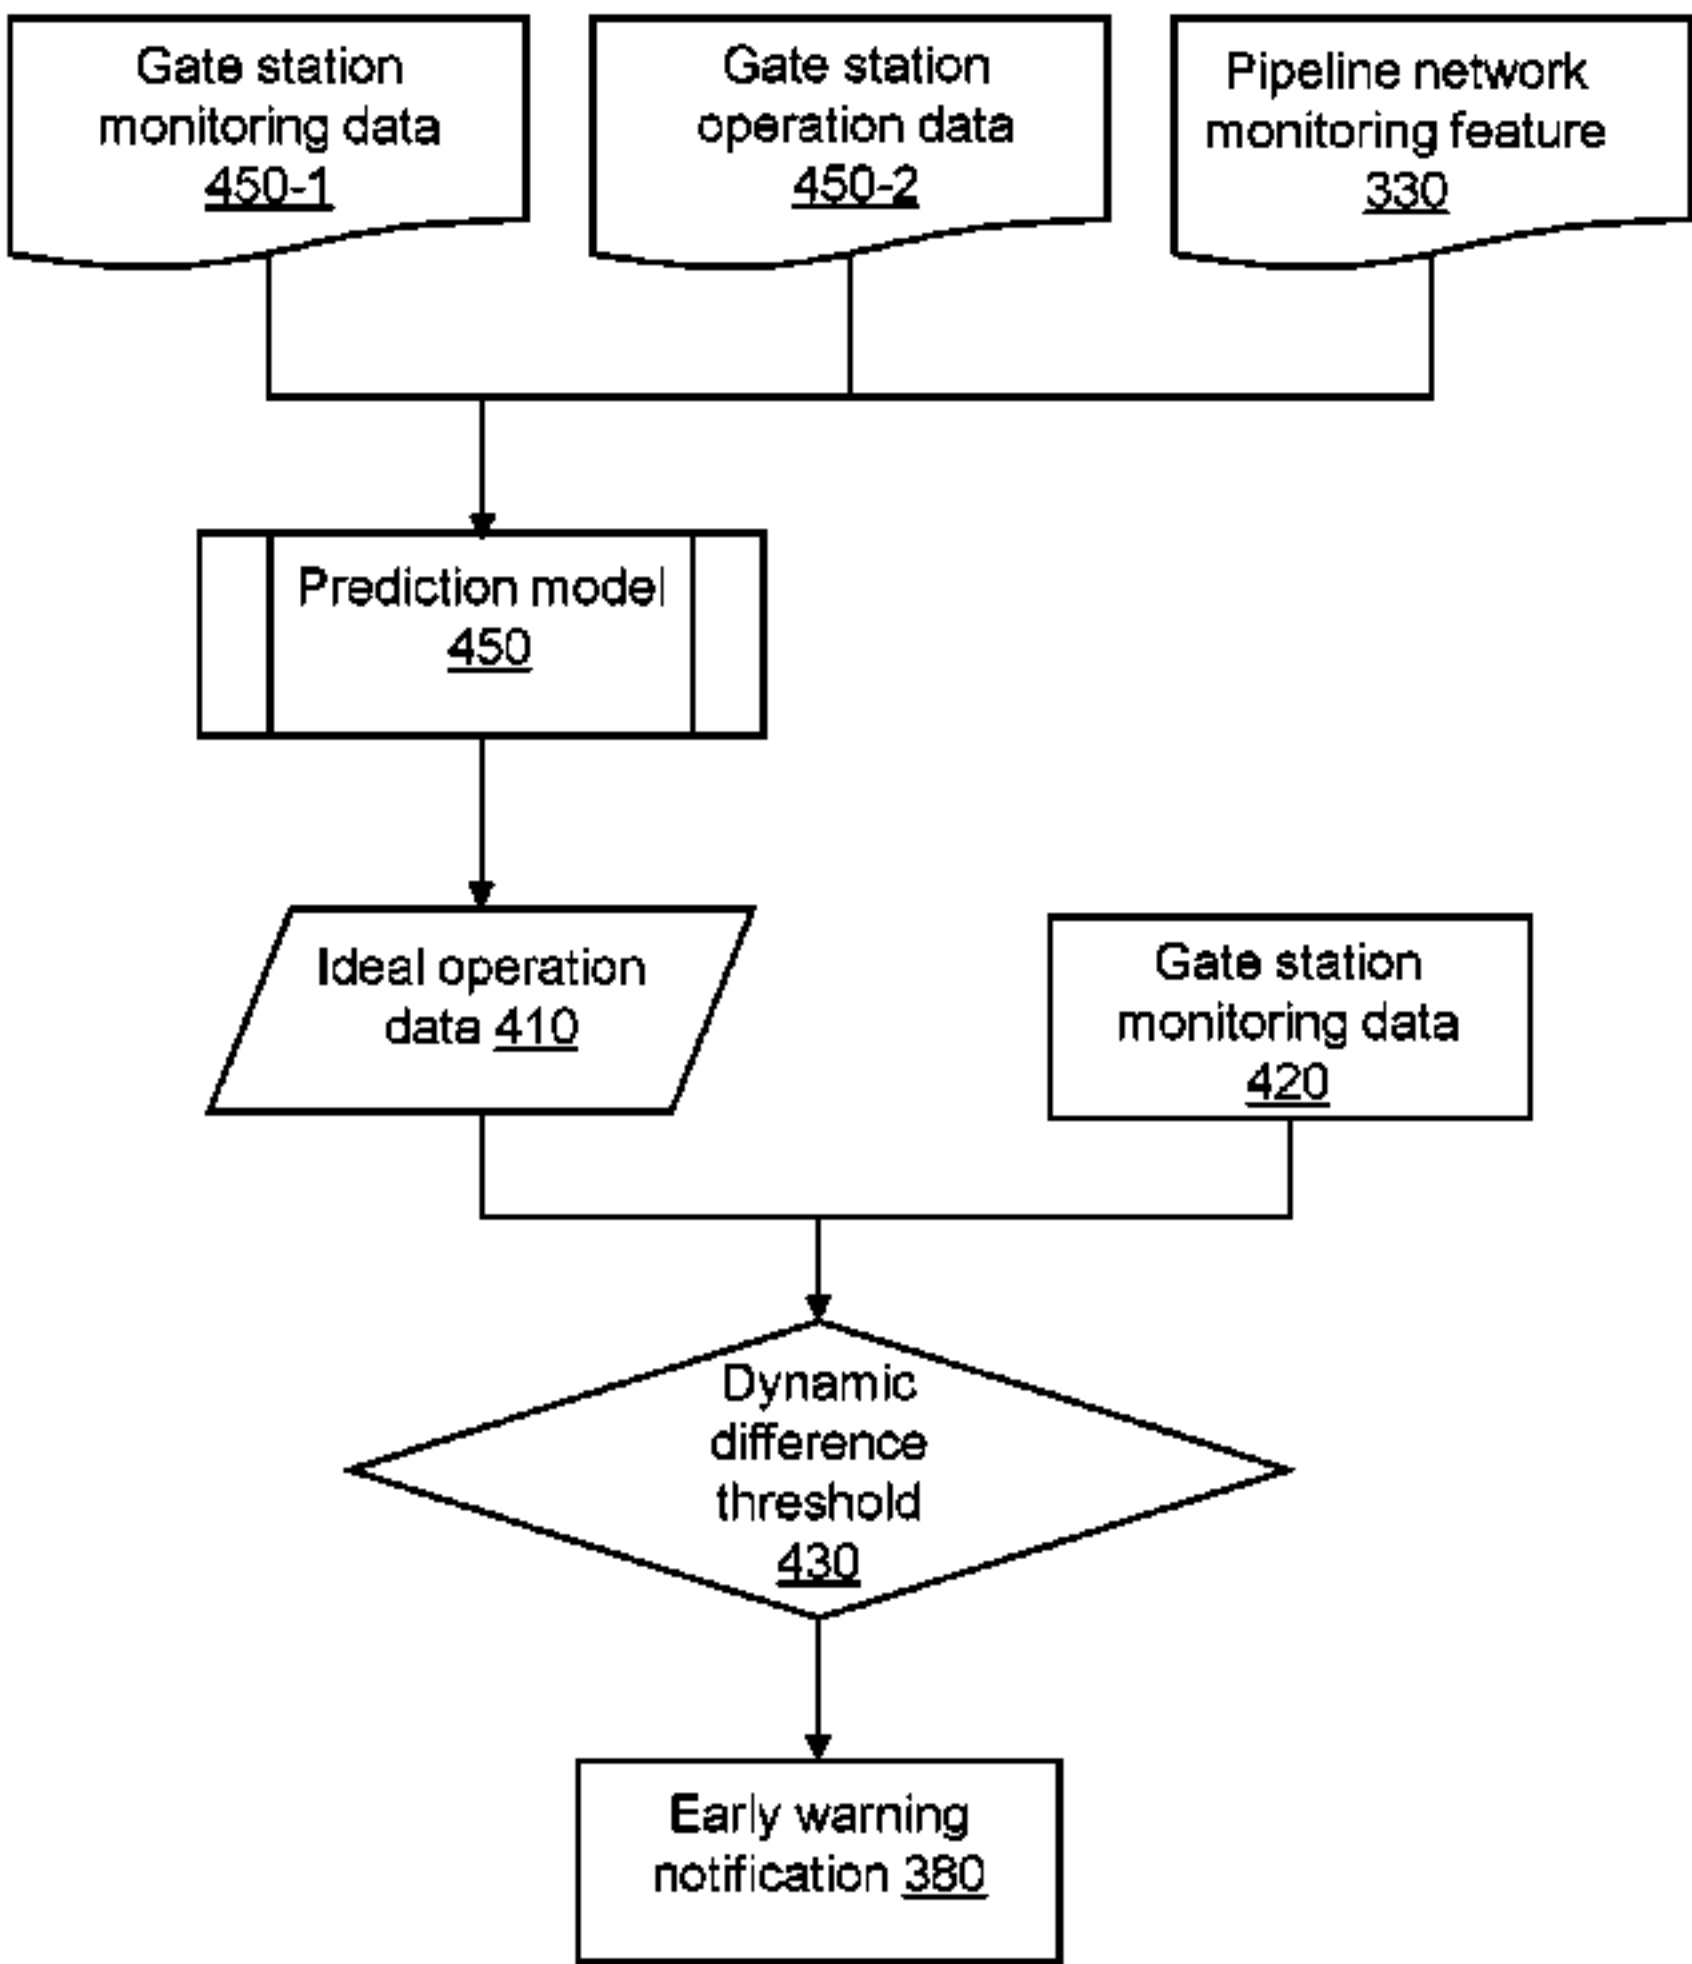 Gate station
monitoring data
450-1
Gate station
operation data
450-2
Pipeline network
monitoring feature
330
Prediction model
450
Ideal operation
data 410
Gate station
monitoring data
420
Dynamic
difference
threshold
430
Early warning
notification 380